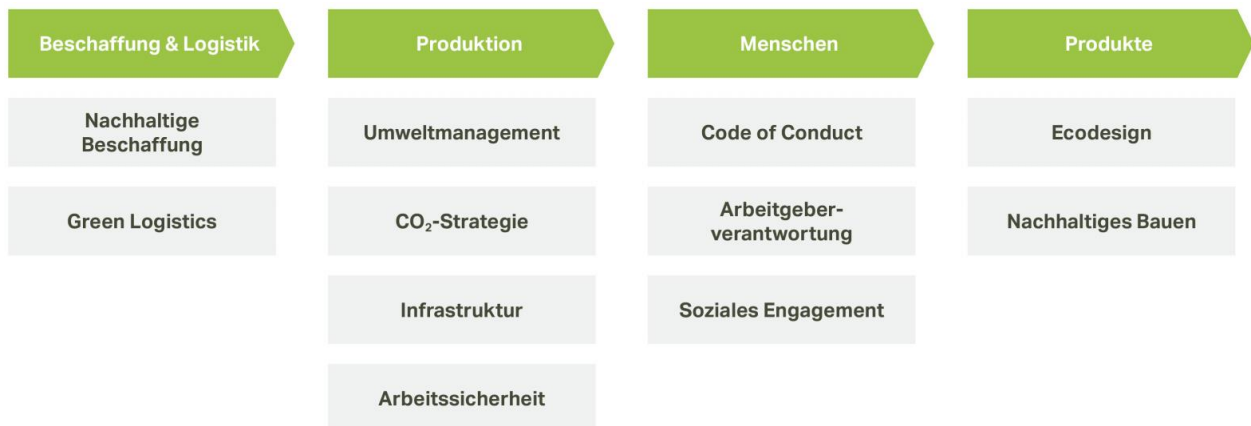 Beschaffung & Logistik
Nachhaltige
Beschaffung
Green Logistics
Produktion
Umweltmanagement
CO₂-Strategie
Infrastruktur
Arbeitssicherheit
Menschen
Code of Conduct
Arbeitgeber-
verantwortung
Soziales Engagement
Produkte
Ecodesign
Nachhaltiges Bauen